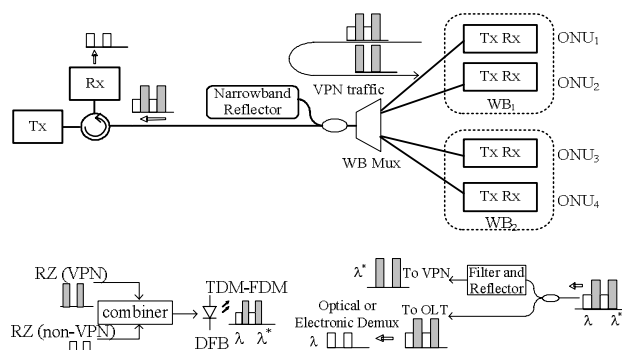 Rx
Tx
Narrowband
Reflector
VPN traffic
WB Mux
Tx Rx
ONU1
Tx Rx
ONU2
WB1
Tx Rx
ONU3
Tx Rx
ONU4
WB2
RZ (VPN)
combiner
RZ (non-VPN)
TDM-FDM
DFB
λ
λ*
λ*
To VPN
Filter and
Reflector
Optical or
Electronic Demux
λ
To OLT
λ
λ*